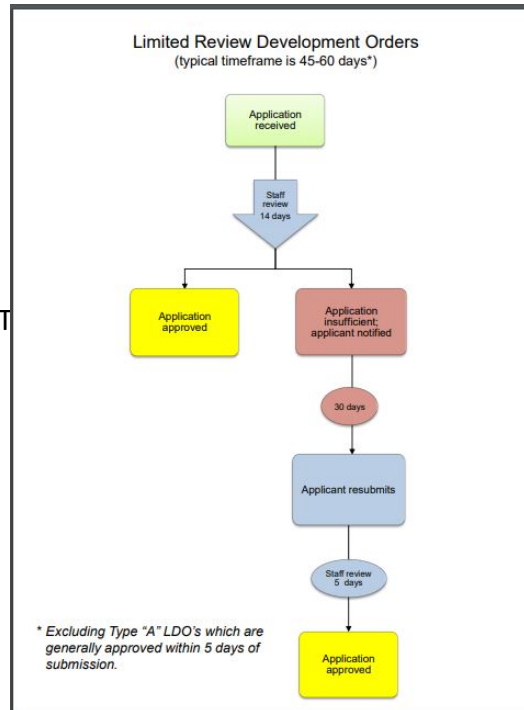 Limited Review Development Orders
(typical timeframe is 45-60 days*)
Application
received
Staff
review
14 days
Application
approved
Application
insufficient;
applicant notified
T
30 days
Applicant resubmits
Staff review
5 days
* Excluding Type “A” LDO’s which are
generally approved within 5 days of
submission.
Application
approved